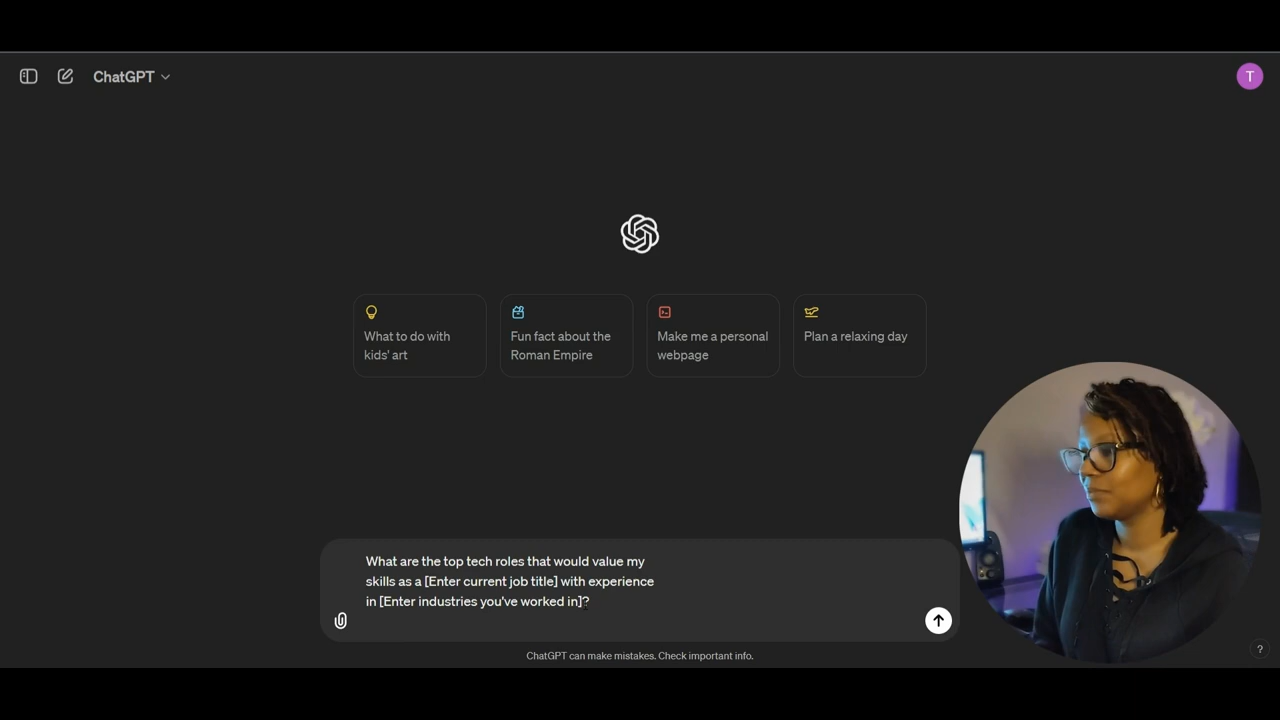 ChatGPT
T
What to do with
kids' art
Fun fact about the
Roman Empire
Make me a personal
webpage
Plan a relaxing day
What are the top tech roles that would value my
skills as a [Enter current job title] with experience
in [Enter industries you've worked in]?
ChatGPT can make mistakes. Check important info.
?